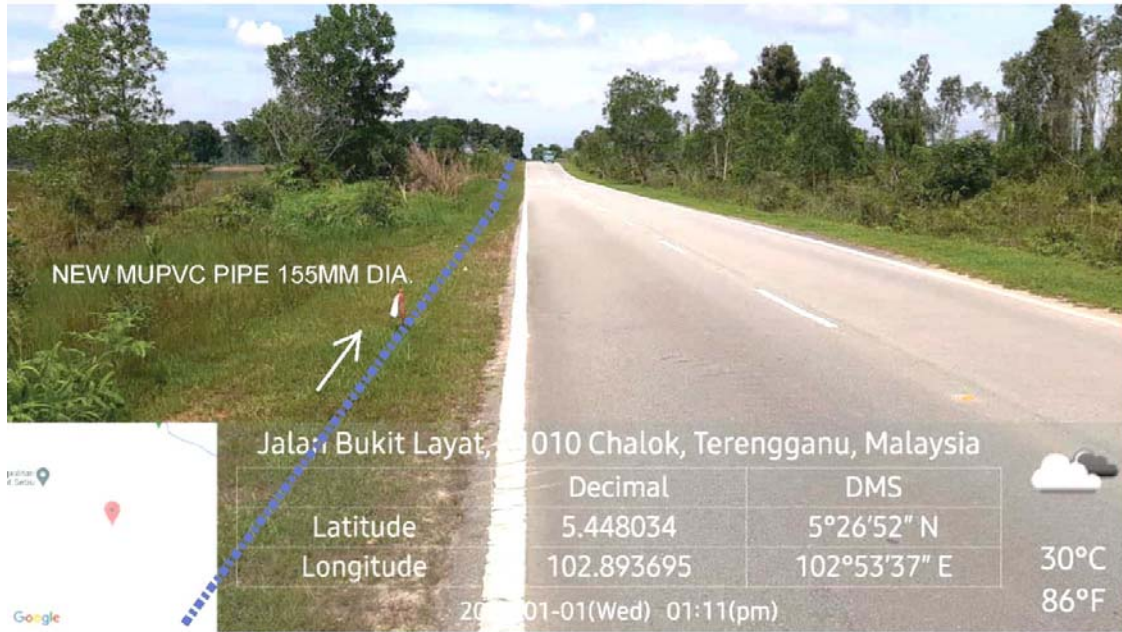 NEW MUPVC PIPE 155MM DIA.
Jalan Bukit Layat, 1010 Chalok, Terengganu, Malaysia
Decimal DMS
Latitude 5.448034 5°26'52" N
Longitude 102.893695 102°53'37" E
30°C
86°F
01-01(Wed) 01:11(pm)
Google